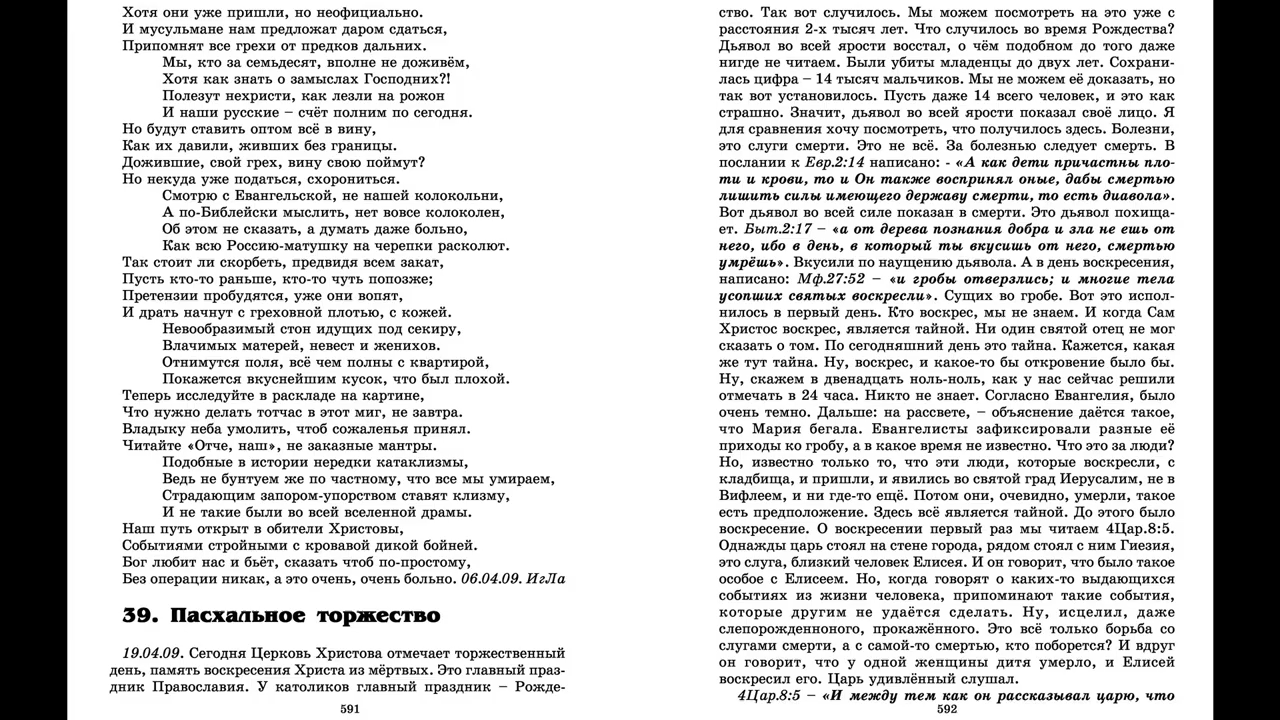 Хотя они уже пришли, но неофициально.
И мусульмане нам предложат даром сдаться,
Припомнят все грехи от предков дальних.
Мы, кто за семьдесят, вполне не доживём,
Хотя как знать о замыслах Господних?!
Полезут нехристи, как лезли на рожон
И наши русские – счёт полним по сегодня.
Но будут ставить оптом всё в вину,
Как их давили, живших без границы.
Дожившие, свой грех, вину свою поймут?
Но некуда уже податься, схорониться.
Смотрю с Евангельской, не нашей колокольни,
А по-Библейски мыслить, нет вовсе колоколен,
Об этом не сказать, а думать даже больно,
Как всю Россию-матушку на черепки расколют.
Так стоит ли скорбеть, предвидя всем закат,
Пусть кто-то раньше, кто-то чуть попозже;
Претензии пробудятся, уже они вопят,
И драть начнут с греховной плотью, с кожей.
Невообразимый стон идущих под секиру,
Влачимых матерей, невест и женихов.
Отнимутся поля, всё чем полны с квартирой,
Покажется вкуснейшим кусок, что был плохой.
Теперь исследуйте в раскладе на картине,
Что нужно делать тотчас в этот миг, не завтра.
Владыку неба умолить, чтоб сожаленья принял.
Читайте «Отче, наш», не заказные мантры.
Подобные в истории нередки катаклизмы,
Ведь не бунтуем же по частному, что все мы умираем,
Страдающим запором-упорством ставят клизму,
И не такие были во всей вселенной драмы.
Наш путь открыт в обители Христовы,
Событиями стройными с кровавой дикой бойней.
Бог любит нас и бьёт, сказать чтоб по-простому,
Без операции никак, а это очень, очень больно. 06.04.09. ИгЛа
39. Пасхальное торжество
19.04.09. Сегодня Церковь Христова отмечает торжественный
день, память воскресения Христа из мёртвых. Это главный праз-
дник Православия. У католиков главный праздник – Рожде-
591
ство. Так вот случилось. Мы можем посмотреть на это уже с
расстояния 2-х тысяч лет. Что случилось во время Рождества?
Дьявол во всей ярости восстал, о чём подобном до того даже
нигде не читаем. Были убиты младенцы до двух лет. Сохрани-
лась цифра – 14 тысяч мальчиков. Мы не можем её доказать, но
так вот установилось. Пусть даже 14 всего человек, и это как
страшно. Значит, дьявол во всей ярости показал своё лицо. Я
для сравнения хочу посмотреть, что получилось здесь. Болезни,
это слуги смерти. Это не всё. За болезнью следует смерть. В
послании к Евр.2:14 написано: - «А как дети причастны пло-
ти и крови, то и Он также воспринял оные, дабы смертью
лишить силы имеющего державу смерти, то есть диавола».
Вот дьявол во всей силе показан в смерти. Это дьявол похища-
ет. Быт.2:17 – «а от дерева познания добра и зла не ешь от
него, ибо в день, в который ты вкусишь от него, смертью
умрёшь». Вкусили по наущению дьявола. А в день воскресения,
написано: Мф.27:52 – «и гробы отверзлись; и многие тела
усопших святых воскресли». Сущих во гробе. Вот это испол-
нилось в первый день. Кто воскрес, мы не знаем. И когда Сам
Христос воскрес, является тайной. Ни один святой отец не мог
сказать о том. По сегодняшний день это тайна. Кажется, какая
же тут тайна. Ну, воскрес, и какое-то бы откровение было бы.
Ну, скажем в двенадцать ноль-ноль, как у нас сейчас решили
отмечать в 24 часа. Никто не знает. Согласно Евангелия, было
очень темно. Дальше: на рассвете, – объяснение даётся такое,
что Мария бегала. Евангелисты зафиксировали разные её
приходы ко гробу, а в какое время не известно. Что это за люди?
Но, известно только то, что эти люди, которые воскресли, с
кладбища, и пришли, и явились во святой град Иерусалим, не в
Вифлеем, и ни где-то ещё. Потом они, очевидно, умерли, такое
есть предположение. Здесь всё является тайной. До этого было
воскресение. О воскресении первый раз мы читаем 4Цар.8:5.
Однажды царь стоял на стене города, рядом стоял с ним Гиезия,
это слуга, близкий человек Елисея. И он говорит, что было такое
особое с Елисеем. Но, когда говорят о каких-то выдающихся
событиях из жизни человека, припоминают такие события,
которые другим не удаётся сделать. Ну, исцелил, даже
слепорожденноного, прокажённого. Это всё только борьба со
слугами смерти, а с самой-то смертью, кто поборется? И вдруг
он говорит, что у одной женщины дитя умерло, и Елисей
воскресил его. Царь удивлённый слушал.
4Цар.8:5 – «И между тем как он рассказывал царю, что
592